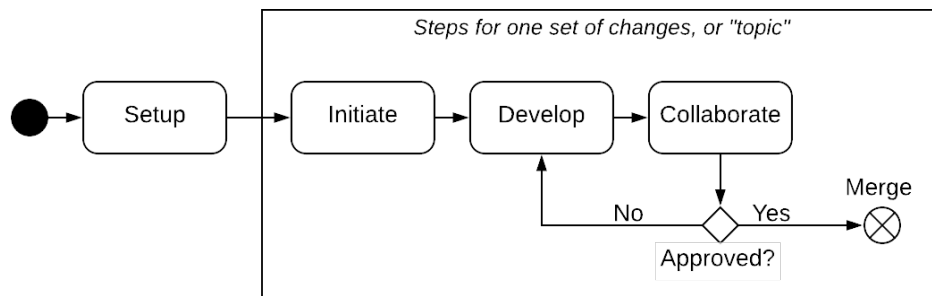 Steps for one set of changes, or "topic"
Setup
Initiate
Develop
Collaborate
Merge
No
Yes
Approved?